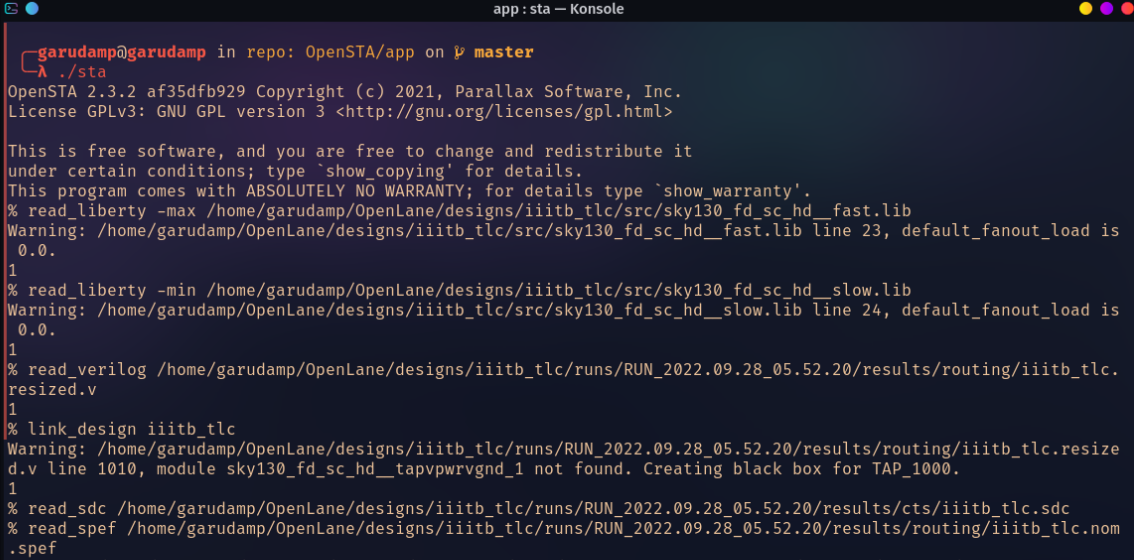 app : sta — Konsole
garudamp@garudamp in repo: OpenSTA/app on master
λ ./sta
OpenSTA 2.3.2 af35dfb929 Copyright (c) 2021, Parallax Software, Inc.
License GPLv3: GNU GPL version 3 <http://gnu.org/licenses/gpl.html>
This is free software, and you are free to change and redistribute it
under certain conditions; type `show_copying' for details.
This program comes with ABSOLUTELY NO WARRANTY; for details type `show_warranty'.
% read_liberty -max /home/garudamp/OpenLane/designs/iiitb_tlc/src/sky130_fd_sc_hd__fast.lib
Warning: /home/garudamp/OpenLane/designs/iiitb_tlc/src/sky130_fd_sc_hd__fast.lib line 23, default_fanout_load is
0.0.
1
% read_liberty -min /home/garudamp/OpenLane/designs/iiitb_tlc/src/sky130_fd_sc_hd__slow.lib
Warning: /home/garudamp/OpenLane/designs/iiitb_tlc/src/sky130_fd_sc_hd__slow.lib line 24, default_fanout_load is
0.0.
1
% read_verilog /home/garudamp/OpenLane/designs/iiitb_tlc/runs/RUN_2022.09.28_05.52.20/results/routing/iiitb_tlc.
resized.v
1
% link_design iiitb_tlc
Warning: /home/garudamp/OpenLane/designs/iiitb_tlc/runs/RUN_2022.09.28_05.52.20/results/routing/iiitb_tlc.resize
d.v line 1010, module sky130_fd_sc_hd__tapvpwrvgnd_1 not found. Creating black box for TAP_1000.
1
% read_sdc /home/garudamp/OpenLane/designs/iiitb_tlc/runs/RUN_2022.09.28_05.52.20/results/cts/iiitb_tlc.sdc
% read_spef /home/garudamp/OpenLane/designs/iiitb_tlc/runs/RUN_2022.09.28_05.52.20/results/routing/iiitb_tlc.nom
.spef